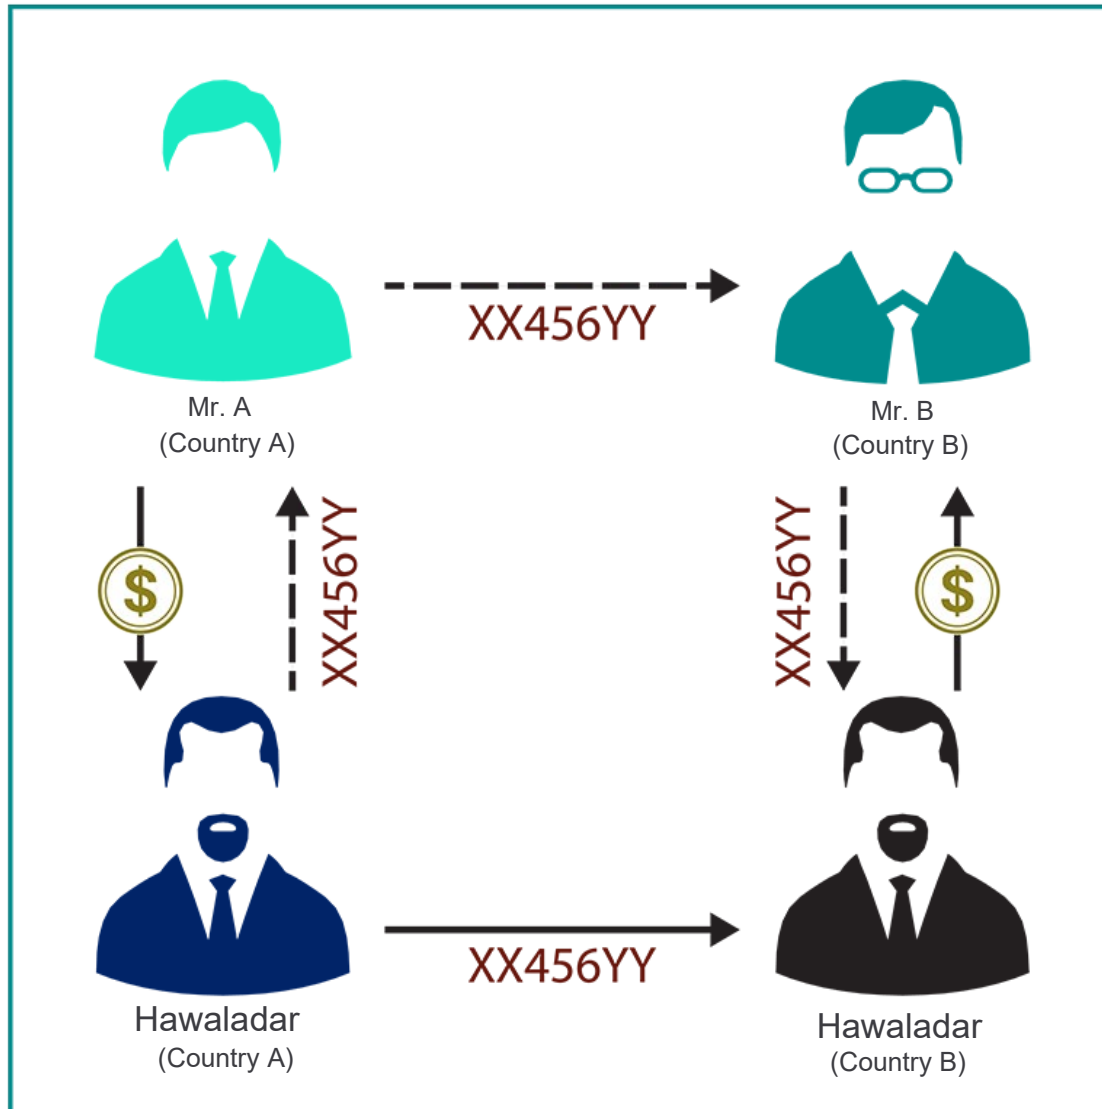 XX456YY
Mr. A
(Country A)
Mr. B
(Country B)
$
XX456YY
XX456YY
$
XX456YY
Hawaladar
(Country A)
Hawaladar
(Country B)